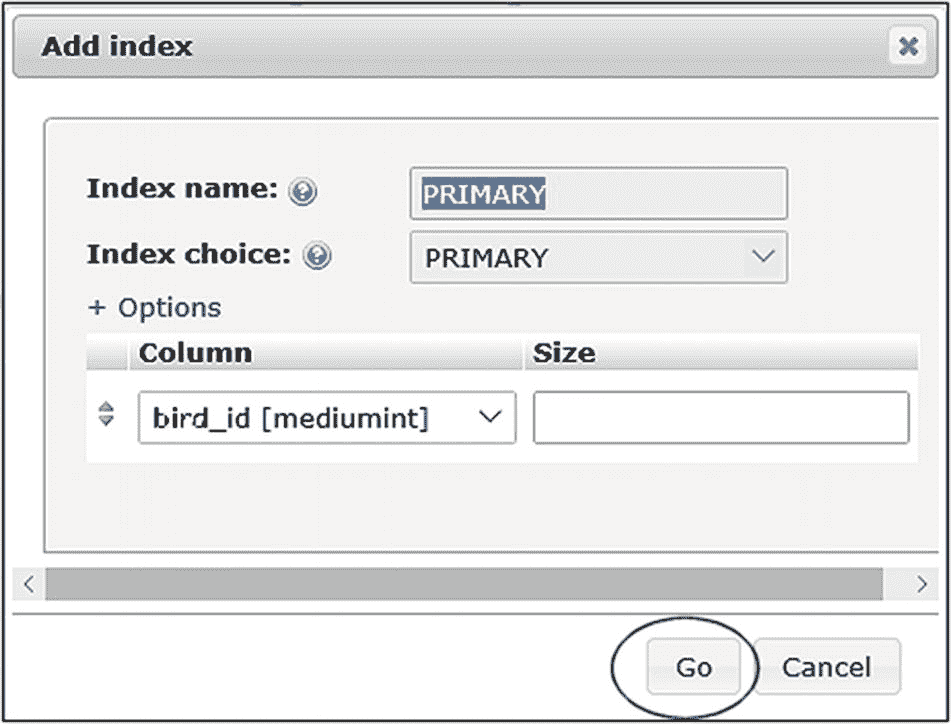 Add index
Index name: PRIMARY
Index choice: PRIMARY
+ Options
Column Size
bird_id [mediumint]
Go Cancel